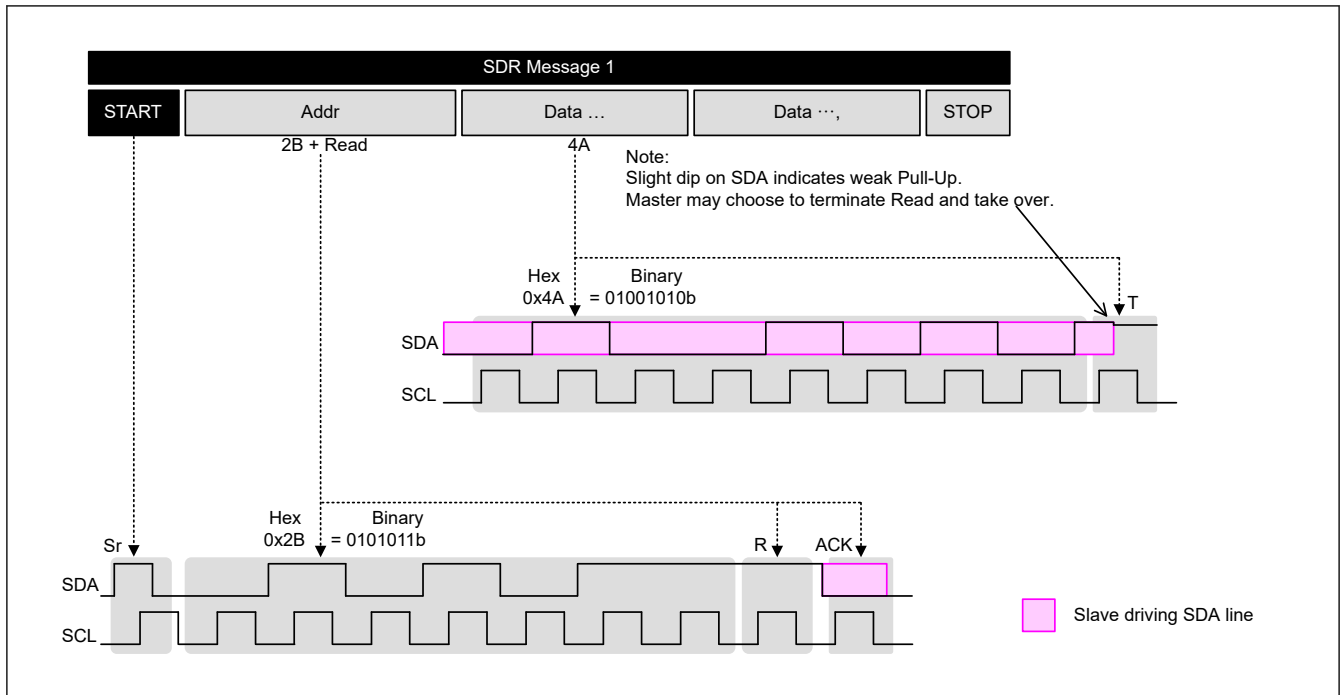 SDR Message 1
START Addr Data … Data ⋯, STOP
2B + Read 4A
Note:
Slight dip on SDA indicates weak Pull-Up.
Master may choose to terminate Read and take over.
Hex Binary
0x4A = 01001010b
T
SDA
SCL
Hex Binary
0x2B = 0101011b
Sr R ACK
SDA
SCL
Slave driving SDA line